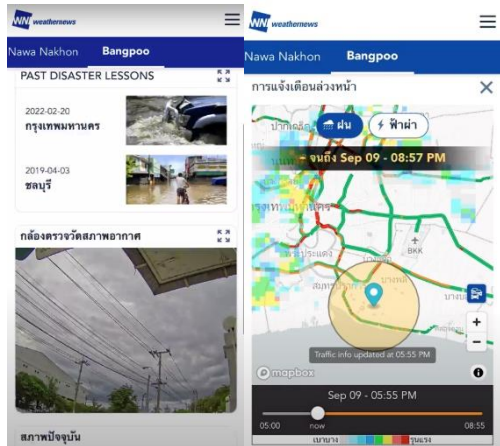 WN weathernews
Nawa Nakhon Bangpoo
PAST DISASTER LESSONS
2022-02-20
กรุงเทพมหานคร
2019-04-03
ชลบุรี
กล้องตรวจวัดสภาพอากาศ
สภาพปัจจุบัน
WN weathernews
Nawa Nakhon Bangpoo
การแจ้งเตือนล่วงหน้า
ฝน ฟ้าผ่า
จนถึง Sep 09 - 08:57 PM
BKK
บางพลี
Traffic info updated at 05:55 PM
mapbox
Sep 09 - 05:55 PM
05:00 now 08:55
เบาบาง รุนแรง